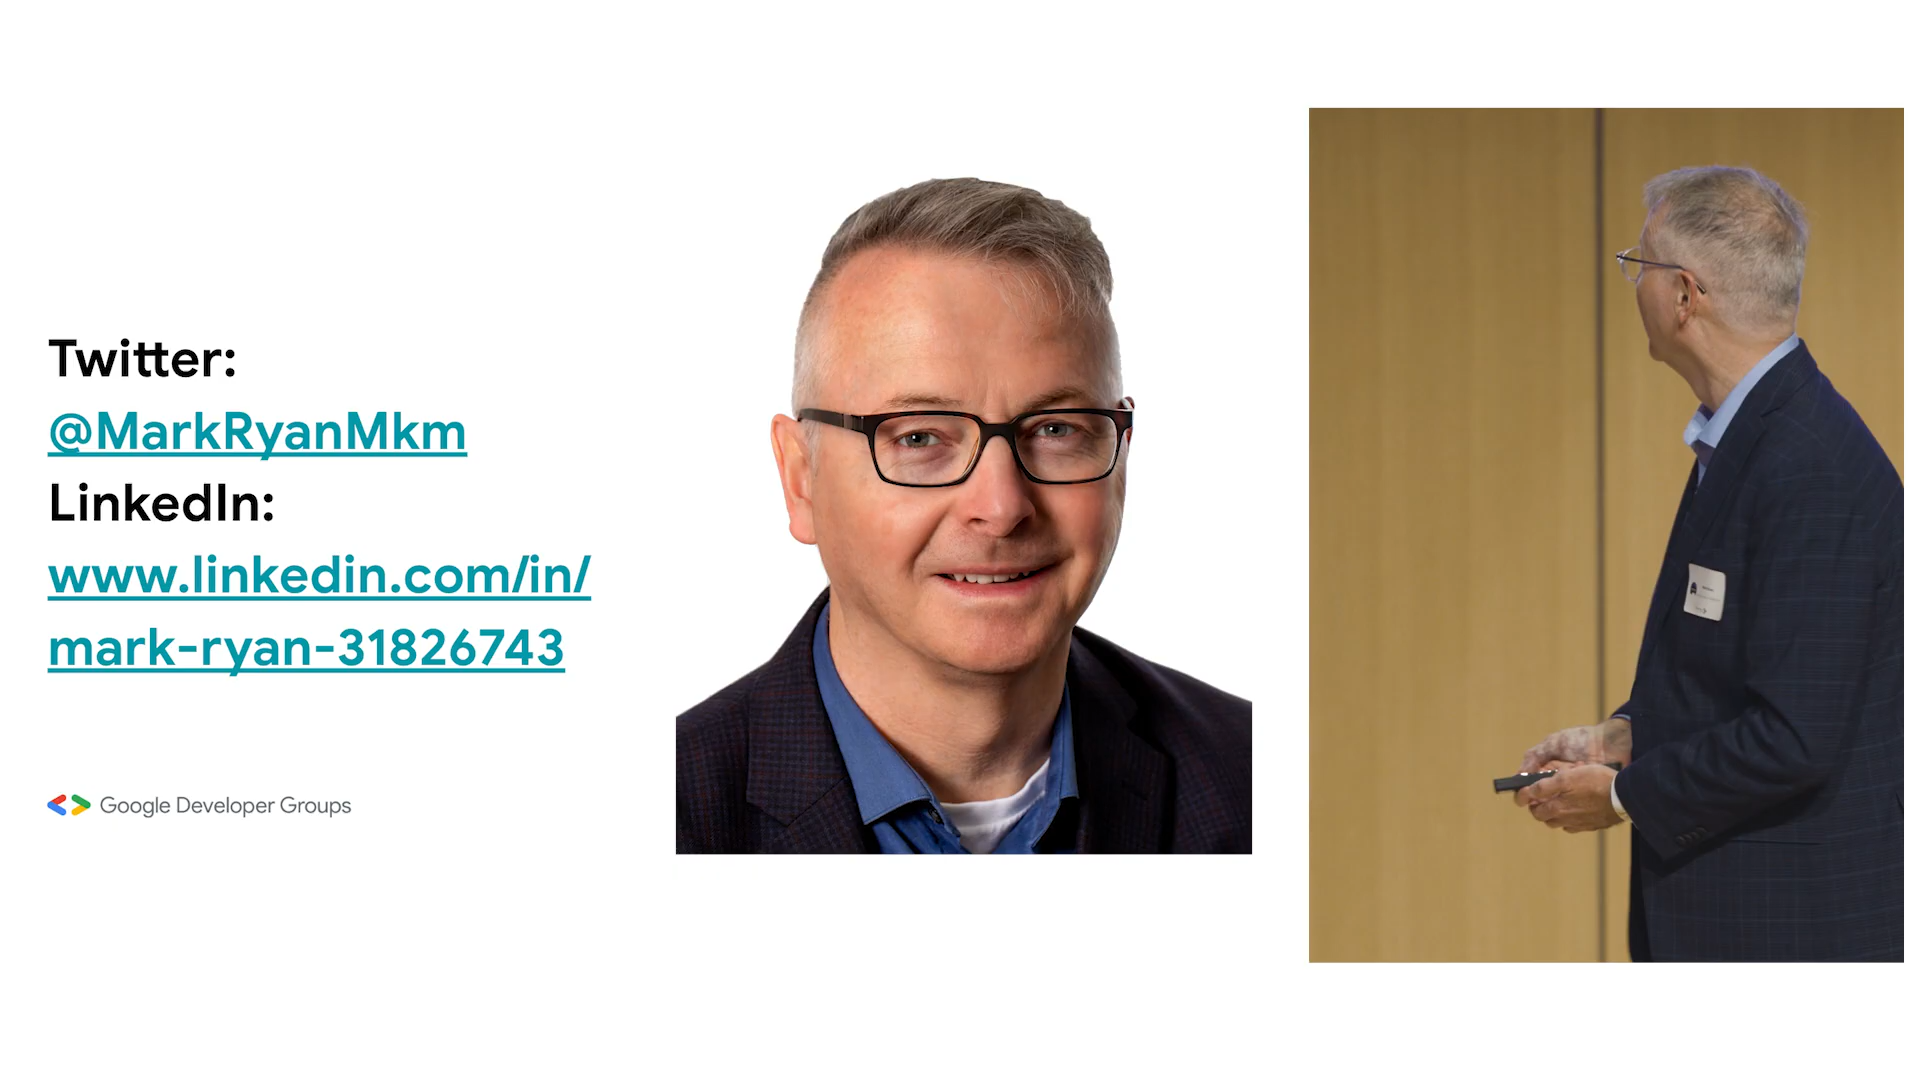 Twitter:
@MarkRyanMkm
LinkedIn:
www.linkedin.com/in/
mark-ryan-31826743
Google Developer Groups